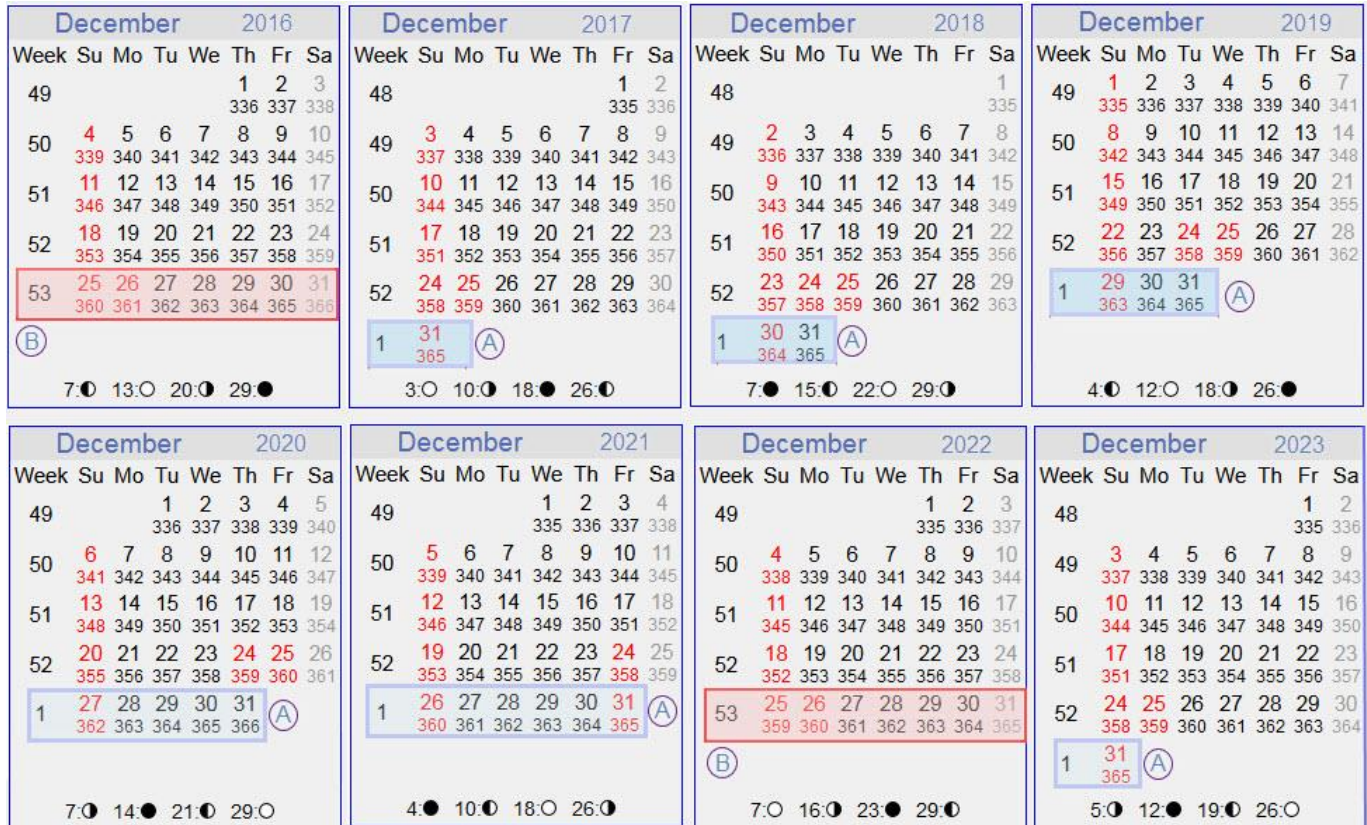 December 2016
Week Su Mo Tu We Th Fr Sa
49 1 2 3
336 337 338
50 4 5 6 7 8 9 10
339 340 341 342 343 344 345
51 11 12 13 14 15 16 17
346 347 348 349 350 351 352
52 18 19 20 21 22 23 24
353 354 355 356 357 358 359
53 25 26 27 28 29 30 31
360 361 362 363 364 365 366
B
7:◐ 13:○ 20:◑ 29:●
December 2017
Week Su Mo Tu We Th Fr Sa
48 1 2
335 336
49 3 4 5 6 7 8 9
337 338 339 340 341 342 343
50 10 11 12 13 14 15 16
344 345 346 347 348 349 350
51 17 18 19 20 21 22 23
351 352 353 354 355 356 357
52 24 25 26 27 28 29 30
358 359 360 361 362 363 364
1 31 A
365
3:○ 10:◑ 18:● 26:◐
December 2018
Week Su Mo Tu We Th Fr Sa
48 1
335
49 2 3 4 5 6 7 8
336 337 338 339 340 341 342
50 9 10 11 12 13 14 15
343 344 345 346 347 348 349
51 16 17 18 19 20 21 22
350 351 352 353 354 355 356
52 23 24 25 26 27 28 29
357 358 359 360 361 362 363
1 30 31 A
364 365
7:● 15:◐ 22:○ 29:◑
December 2019
Week Su Mo Tu We Th Fr Sa
49 1 2 3 4 5 6 7
335 336 337 338 339 340 341
50 8 9 10 11 12 13 14
342 343 344 345 346 347 348
51 15 16 17 18 19 20 21
349 350 351 352 353 354 355
52 22 23 24 25 26 27 28
356 357 358 359 360 361 362
1 29 30 31 A
363 364 365
4:◐ 12:○ 18:◑ 26:●
December 2020
Week Su Mo Tu We Th Fr Sa
49 1 2 3 4 5
336 337 338 339 340
50 6 7 8 9 10 11 12
341 342 343 344 345 346 347
51 13 14 15 16 17 18 19
348 349 350 351 352 353 354
52 20 21 22 23 24 25 26
355 356 357 358 359 360 361
1 27 28 29 30 31 A
362 363 364 365 366
7:◑ 14:● 21:◐ 29:○
December 2021
Week Su Mo Tu We Th Fr Sa
49 1 2 3 4
335 336 337 338
50 5 6 7 8 9 10 11
339 340 341 342 343 344 345
51 12 13 14 15 16 17 18
346 347 348 349 350 351 352
52 19 20 21 22 23 24 25
353 354 355 356 357 358 359
1 26 27 28 29 30 31 A
360 361 362 363 364 365
4:● 10:◐ 18:○ 26:◑
December 2022
Week Su Mo Tu We Th Fr Sa
49 1 2 3
335 336 337
50 4 5 6 7 8 9 10
338 339 340 341 342 343 344
51 11 12 13 14 15 16 17
345 346 347 348 349 350 351
52 18 19 20 21 22 23 24
352 353 354 355 356 357 358
53 25 26 27 28 29 30 31
359 360 361 362 363 364 365
B
7:○ 16:◑ 23:● 29:◐
December 2023
Week Su Mo Tu We Th Fr Sa
48 1 2
335 336
49 3 4 5 6 7 8 9
337 338 339 340 341 342 343
50 10 11 12 13 14 15 16
344 345 346 347 348 349 350
51 17 18 19 20 21 22 23
351 352 353 354 355 356 357
52 24 25 26 27 28 29 30
358 359 360 361 362 363 364
1 31 A
365
5:◑ 12:● 19:◐ 26:○